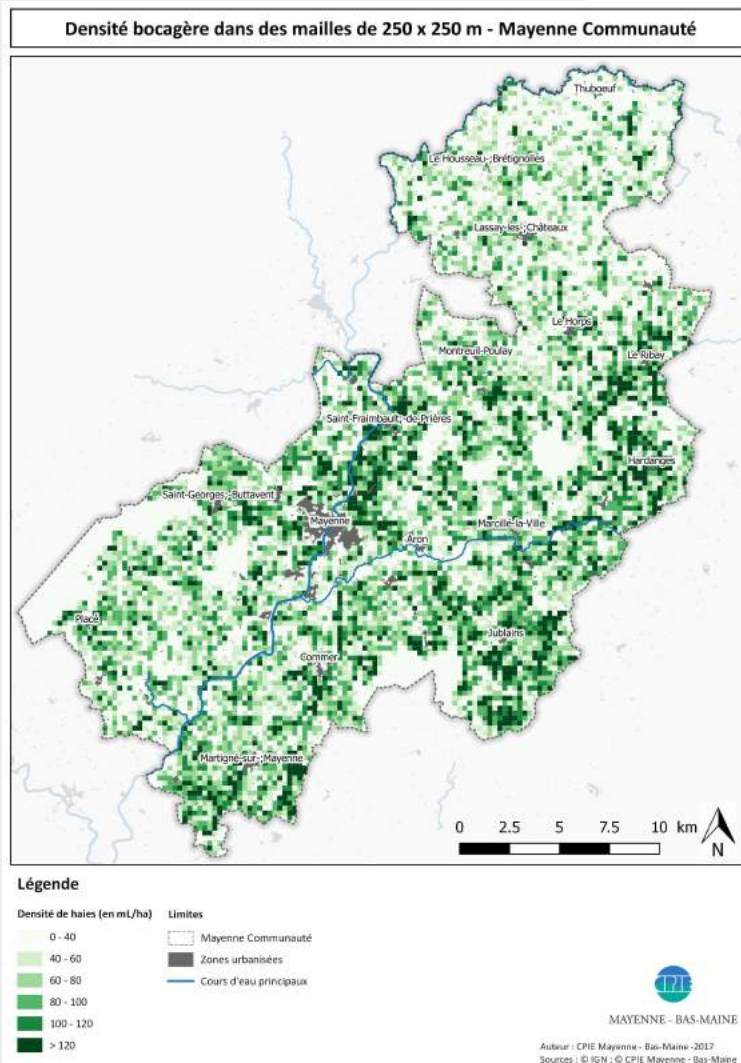 Densité bocagère dans des mailles de 250 x 250 m - Mayenne Communauté
Thuboeuf
Le Housseau-;Brétignolles
Lassay-les-;Châteaux
Le Horps
Montreuil-Poulay
Le Ribay
Saint-Fraimbault;-de-Prières
Hardanges
Saint-Georges;-Buttavent
Mayenne
Marcillé-la-Ville
Aron
Placé
Jublains
Commer
Martigné-sur-;Mayenne
0 2.5 5 7.5 10 km
N
Légende
Densité de haies (en mL/ha)
0 - 40
40 - 60
60 - 80
80 - 100
100 - 120
> 120
Limites
Mayenne Communauté
Zones urbanisées
Cours d'eau principaux
CPIE
MAYENNE - BAS-MAINE
Auteur : CPIE Mayenne - Bas-Maine -2017
Sources : © IGN ; © CPIE Mayenne - Bas-Maine